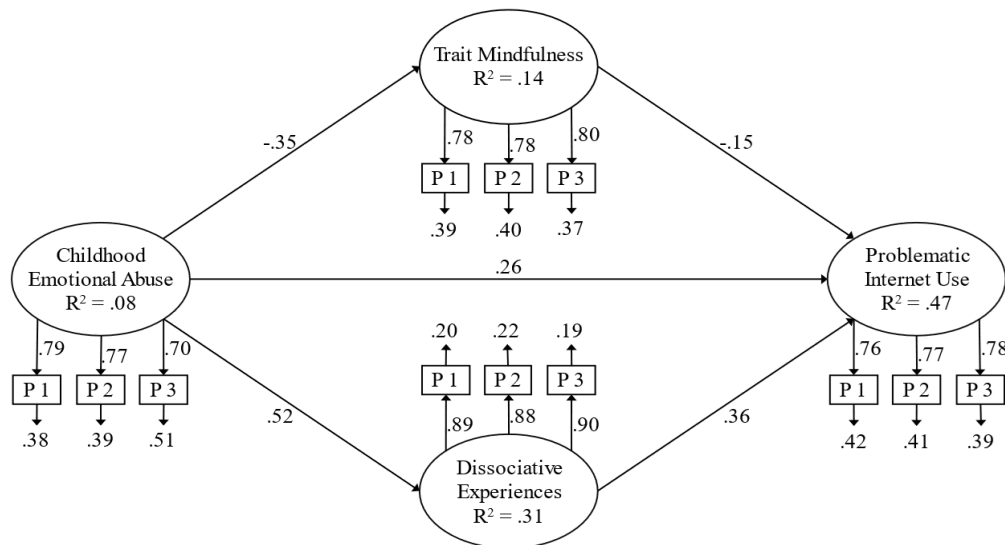 Trait Mindfulness
R² = .14
.78
.78
.80
P 1
P 2
P 3
.39
.40
.37
-.35
-.15
Childhood
Emotional Abuse
R² = .08
.79
.77
.70
P 1
P 2
P 3
.38
.39
.51
.26
Problematic
Internet Use
R² = .47
.76
.77
.78
.42
.41
.39
.20
.22
.19
P 1
P 2
P 3
.89
.88
.90
.52
.36
Dissociative
Experiences
R² = .31
P 1
P 2
P 3